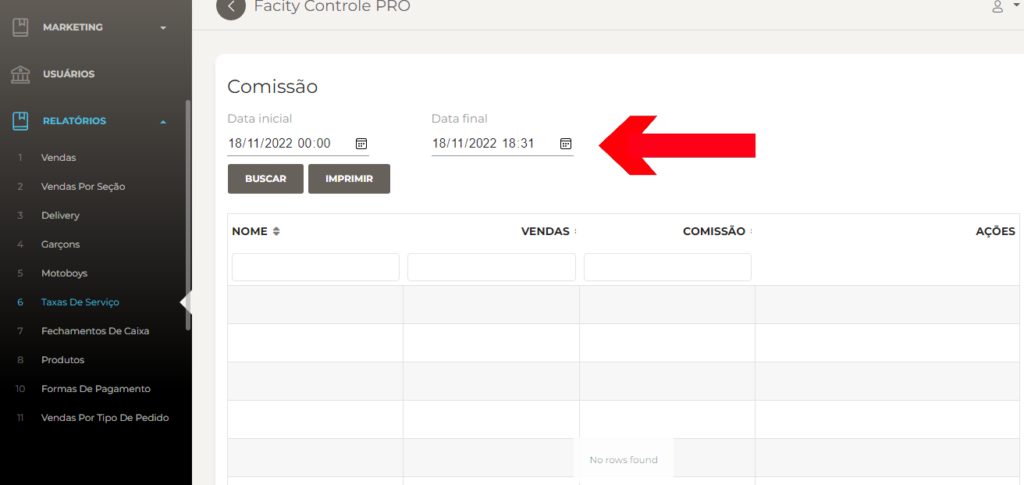 Facity Controle PRO
MARKETING
USUÁRIOS
RELATÓRIOS
1 Vendas
2 Vendas Por Seção
3 Delivery
4 Garçons
5 Motoboys
6 Taxas De Serviço
7 Fechamentos De Caixa
8 Produtos
10 Formas De Pagamento
11 Vendas Por Tipo De Pedido
Comissão
Data inicial Data final
18/11/2022 00:00 18/11/2022 18:31
BUSCAR IMPRIMIR
NOME VENDAS COMISSÃO AÇÕES
No rows found